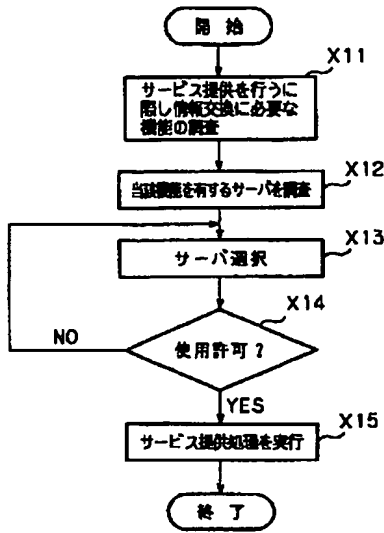 開始
X11
サービス提供を行うに
際し情報交換に必要な
機能の調査
X12
当該機能を有するサーバを調査
X13
サーバ選択
X14
使用許可？
NO
YES
X15
サービス提供処理を実行
終了